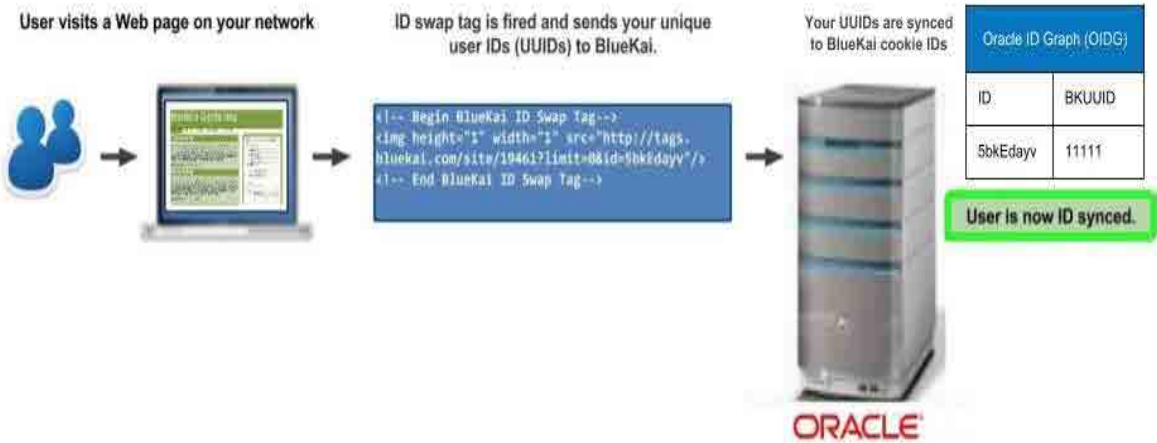 User visits a Web page on your network
ID swap tag is fired and sends your unique
user IDs (UUIDs) to BlueKai.
<!-- Begin BlueKai ID Swap Tag-->
<img height="1" width="1" src="http://tags.
bluekai.com/site/19461?limit=0&id=5bkEdayv"/>
<!-- End BlueKai ID Swap Tag-->
Your UUIDs are synced
to BlueKai cookie IDs
Oracle ID Graph (OIDG)
ID BKUUID
5bkEdayv 11111
User is now ID synced.
ORACLE